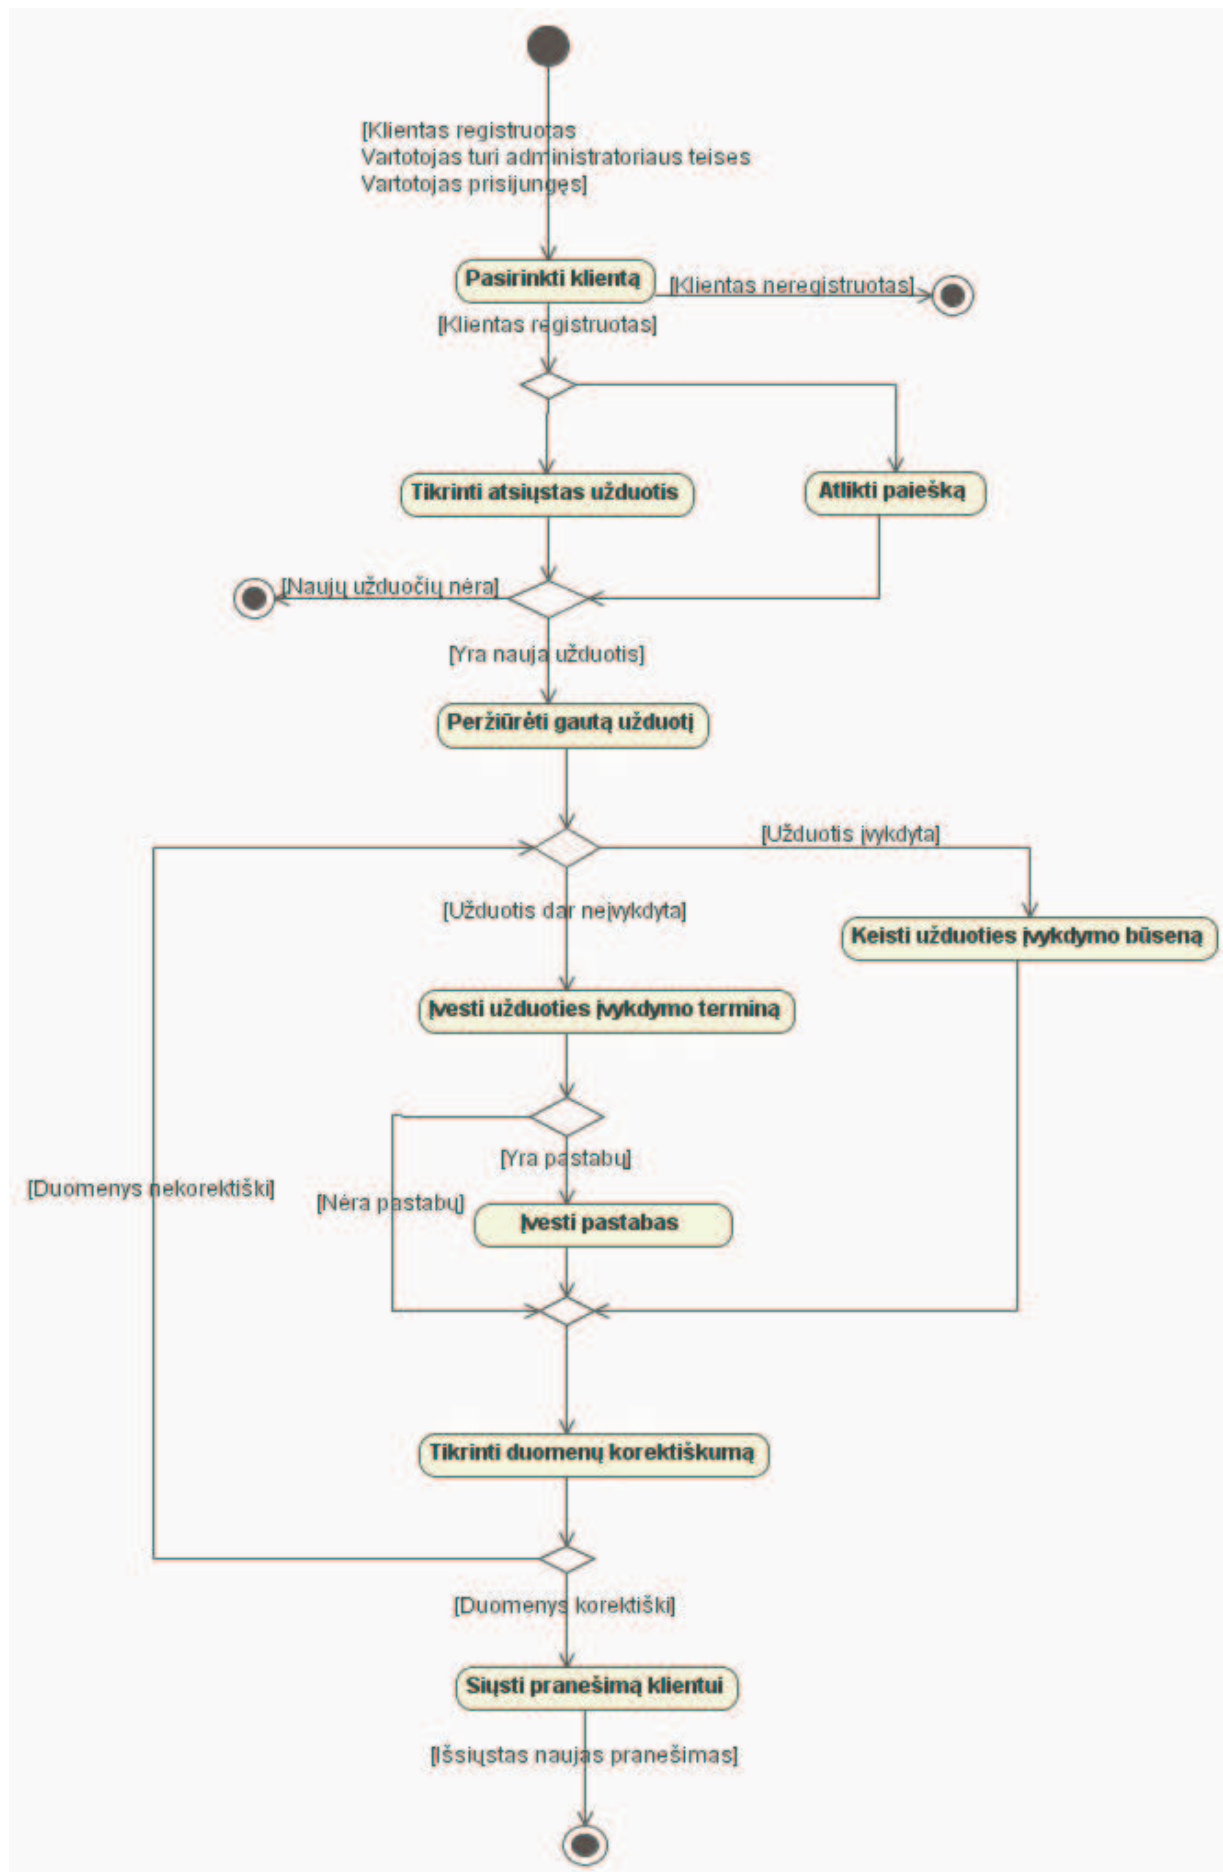 [Klientas registruotas
Vartotojas turi administratoriaus teises
Vartotojas prisijungęs]
Pasirinkti klientą
[Klientas neregistruotas]
[Klientas registruotas]
Tikrinti atsiųstas užduotis
Atlikti paiešką
[Naujų užduočių nėra]
[Yra nauja užduotis]
Peržiūrėti gautą užduotį
[Užduotis įvykdyta]
[Užduotis dar neįvykdyta]
Keisti užduoties įvykdymo būseną
Įvesti užduoties įvykdymo terminą
[Yra pastabų]
[Duomenys nekorektiški]
[Nėra pastabų]
Įvesti pastabas
Tikrinti duomenų korektiškumą
[Duomenys korektiški]
Siųsti pranešimą klientui
[Išsiųstas naujas pranešimas]